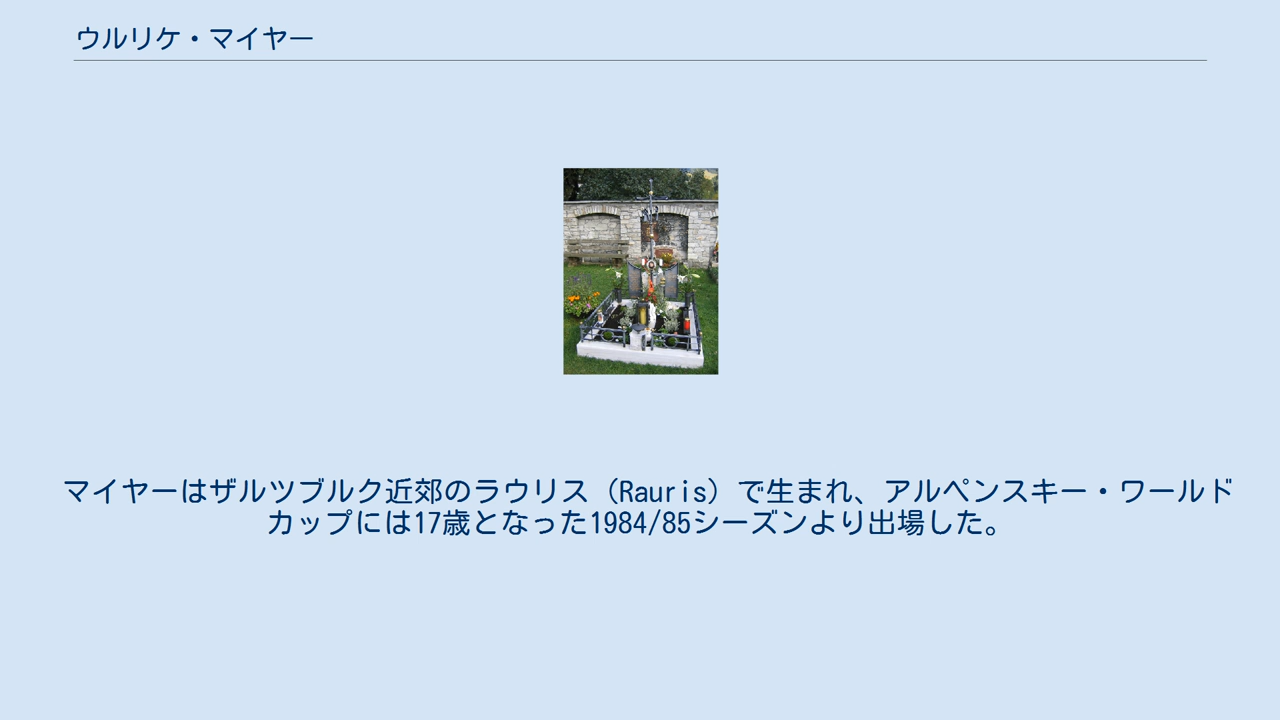 ウルリケ・マイヤー
マイヤーはザルツブルク近郊のラウリス（Rauris）で生まれ、アルペンスキー・ワールド
カップには17歳となった1984/85シーズンより出場した。